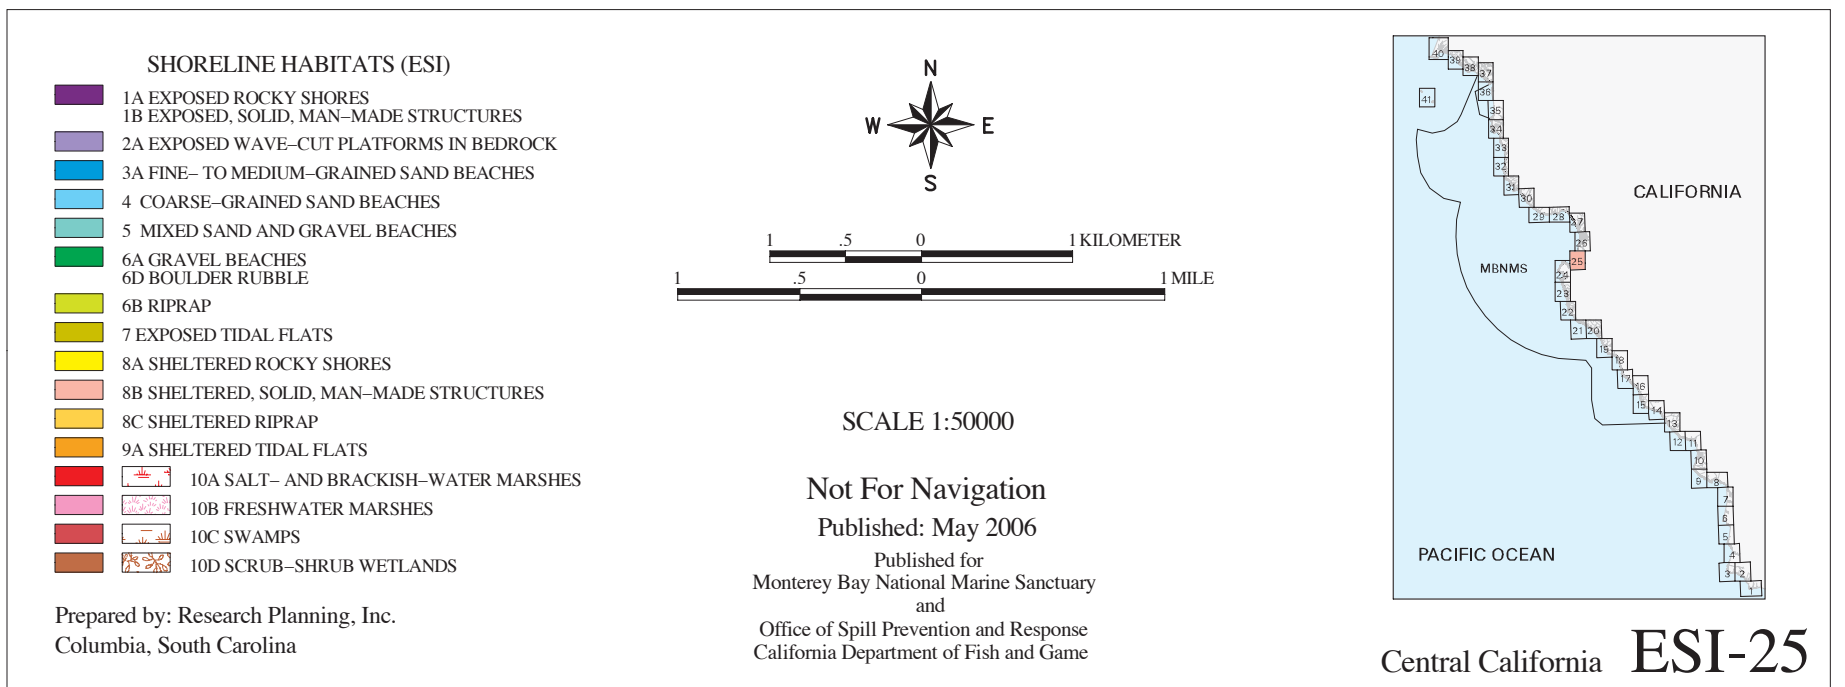 SHORELINE HABITATS (ESI)
1A EXPOSED ROCKY SHORES
1B EXPOSED, SOLID, MAN–MADE STRUCTURES
2A EXPOSED WAVE–CUT PLATFORMS IN BEDROCK
3A FINE– TO MEDIUM–GRAINED SAND BEACHES
4 COARSE–GRAINED SAND BEACHES
5 MIXED SAND AND GRAVEL BEACHES
6A GRAVEL BEACHES
6D BOULDER RUBBLE
6B RIPRAP
7 EXPOSED TIDAL FLATS
8A SHELTERED ROCKY SHORES
8B SHELTERED, SOLID, MAN–MADE STRUCTURES
8C SHELTERED RIPRAP
9A SHELTERED TIDAL FLATS
10A SALT– AND BRACKISH–WATER MARSHES
10B FRESHWATER MARSHES
10C SWAMPS
10D SCRUB–SHRUB WETLANDS
Prepared by: Research Planning, Inc.
Columbia, South Carolina
N
W E
S
1 .5 0 1 KILOMETER
1 .5 0 1 MILE
SCALE 1:50000
Not For Navigation
Published: May 2006
Published for
Monterey Bay National Marine Sanctuary
and
Office of Spill Prevention and Response
California Department of Fish and Game
40
39
38
37
36
41
35
34
33
32
31
30
29 28
27
26
25
24
23
22
21 20
19
18
17
16
15
14
13
12 11
10
9 8
7
6
5
4
3 2
1
CALIFORNIA
MBNMS
PACIFIC OCEAN
Central California ESI-25